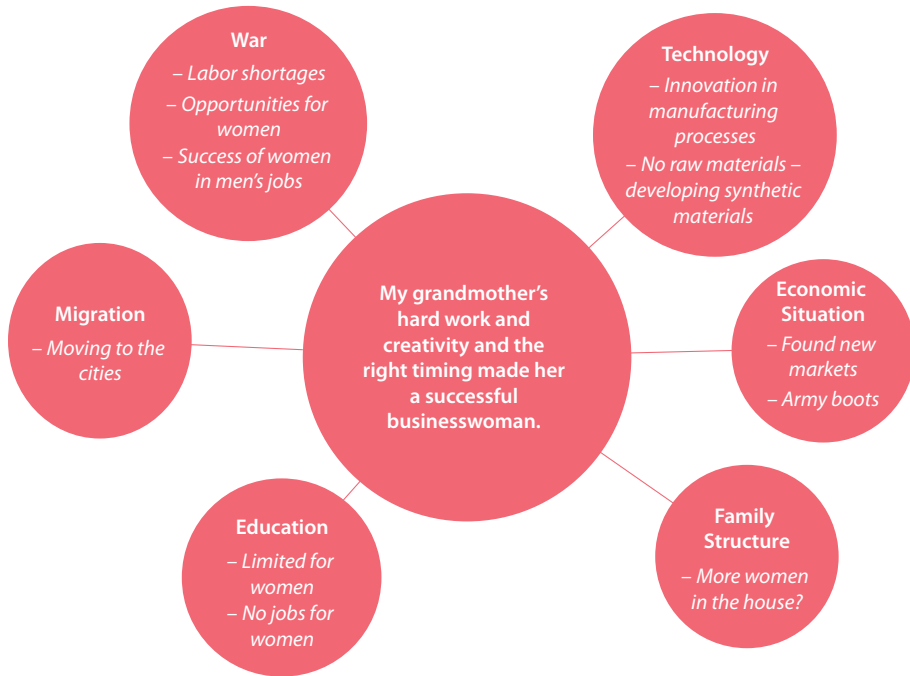 War
– Labor shortages
– Opportunities for
women
– Success of women
in men's jobs
Technology
– Innovation in
manufacturing
processes
– No raw materials –
developing synthetic
materials
Migration
– Moving to the
cities
My grandmother's
hard work and
creativity and the
right timing made her
a successful
businesswoman.
Economic
Situation
– Found new
markets
– Army boots
Education
– Limited for
women
– No jobs for
women
Family
Structure
– More women
in the house?